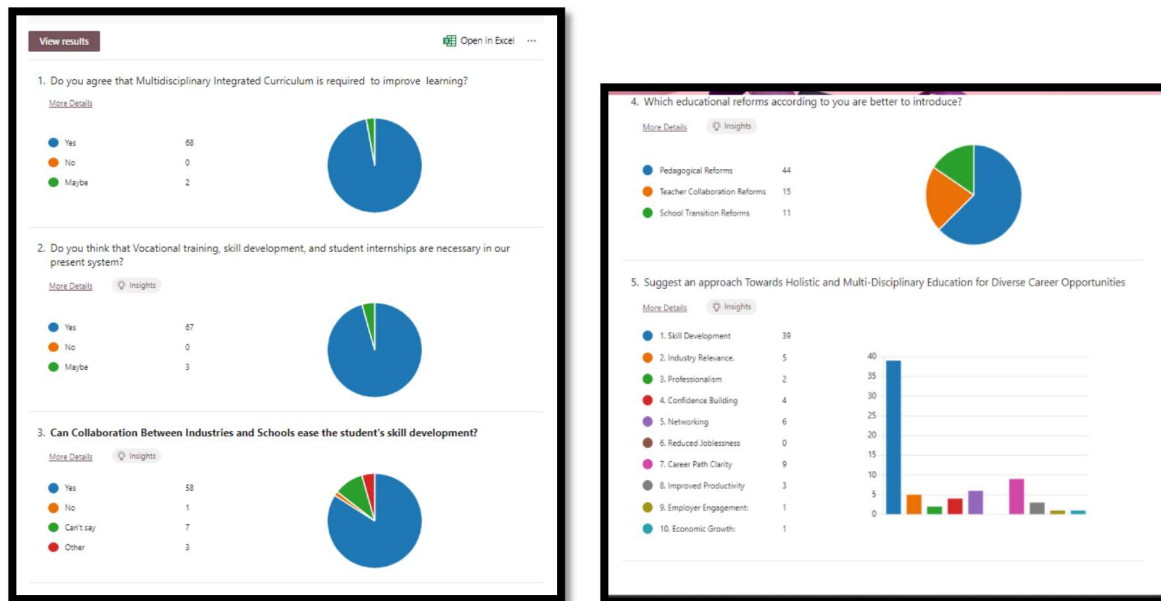 View results
Open in Excel ...
1. Do you agree that Multidisciplinary Integrated Curriculum is required to improve learning?
More Details
Yes 68
No 0
Maybe 2
2. Do you think that Vocational training, skill development, and student internships are necessary in our
present system?
More Details Insights
Yes 67
No 0
Maybe 3
3. Can Collaboration Between Industries and Schools ease the student's skill development?
More Details Insights
Yes 58
No 1
Can't say 7
Other 3
4. Which educational reforms according to you are better to introduce?
More Details Insights
Pedagogical Reforms 44
Teacher Collaboration Reforms 15
School Transition Reforms 11
5. Suggest an approach Towards Holistic and Multi-Disciplinary Education for Diverse Career Opportunities
More Details Insights
1. Skill Development 39
2. Industry Relevance. 5
3. Professionalism 2
4. Confidence Building 4
5. Networking 6
6. Reduced Joblessness 0
7. Career Path Clarity 9
8. Improved Productivity 3
9. Employer Engagement: 1
10. Economic Growth: 1
40
35
30
25
20
15
10
5
0